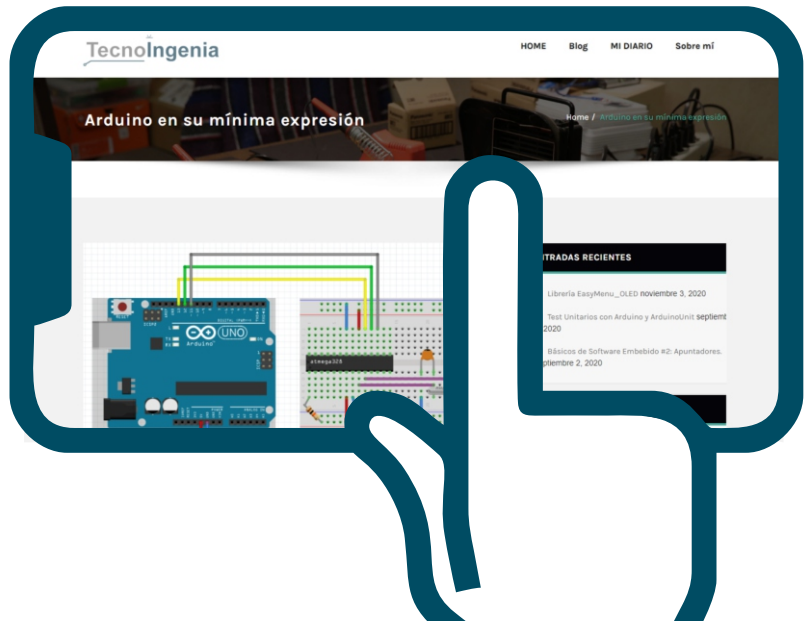 TecnoIngenia
HOME Blog MI DIARIO Sobre mí
Arduino en su mínima expresión
Home / Arduino en su mínima expresión
NTRADAS RECIENTES
Librería EasyMenu_OLED noviembre 3, 2020
Test Unitarios con Arduino y ArduinoUnit septiemb
2020
Básicos de Software Embebido #2: Apuntadores.
ptiembre 2, 2020
UNO
Arduino
atmega328